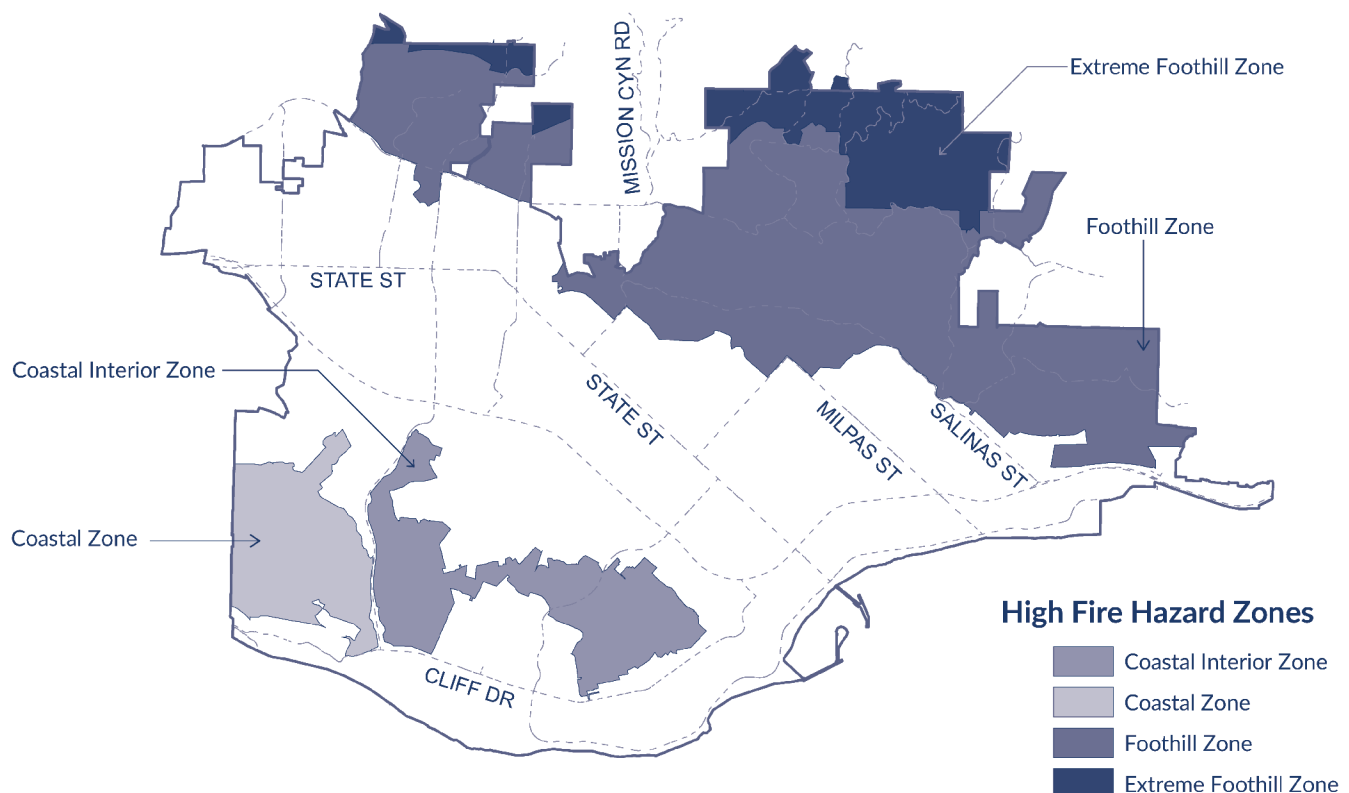 MISSION CYN RD
Extreme Foothill Zone
Foothill Zone
STATE ST
Coastal Interior Zone
STATE ST
MILPAS ST
SALINAS ST
Coastal Zone
CLIFF DR
High Fire Hazard Zones
Coastal Interior Zone
Coastal Zone
Foothill Zone
Extreme Foothill Zone